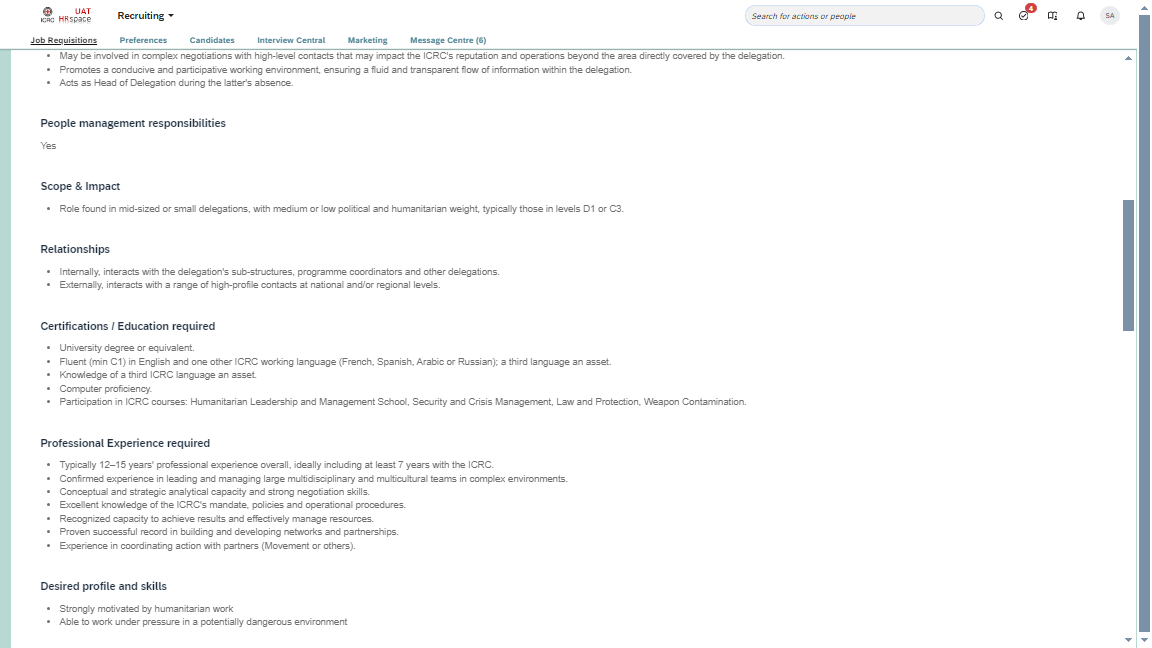 ICRC
UAT
HRspace
Recruiting
Search for actions or people
4
SA
Job Requisitions
Preferences
Candidates
Interview Central
Marketing
Message Centre (6)
May be involved in complex negotiations with high-level contacts that may impact the ICRC's reputation and operations beyond the area directly covered by the delegation.
Promotes a conducive and participative working environment, ensuring a fluid and transparent flow of information within the delegation.
Acts as Head of Delegation during the latter's absence.
People management responsibilities
Yes
Scope & Impact
Role found in mid-sized or small delegations, with medium or low political and humanitarian weight, typically those in levels D1 or C3.
Relationships
Internally, interacts with the delegation's sub-structures, programme coordinators and other delegations.
Externally, interacts with a range of high-profile contacts at national and/or regional levels.
Certifications / Education required
University degree or equivalent.
Fluent (min C1) in English and one other ICRC working language (French, Spanish, Arabic or Russian); a third language an asset.
Knowledge of a third ICRC language an asset.
Computer proficiency.
Participation in ICRC courses: Humanitarian Leadership and Management School, Security and Crisis Management, Law and Protection, Weapon Contamination.
Professional Experience required
Typically 12–15 years' professional experience overall, ideally including at least 7 years with the ICRC.
Confirmed experience in leading and managing large multidisciplinary and multicultural teams in complex environments.
Conceptual and strategic analytical capacity and strong negotiation skills.
Excellent knowledge of the ICRC's mandate, policies and operational procedures.
Recognized capacity to achieve results and effectively manage resources.
Proven successful record in building and developing networks and partnerships.
Experience in coordinating action with partners (Movement or others).
Desired profile and skills
Strongly motivated by humanitarian work
Able to work under pressure in a potentially dangerous environment